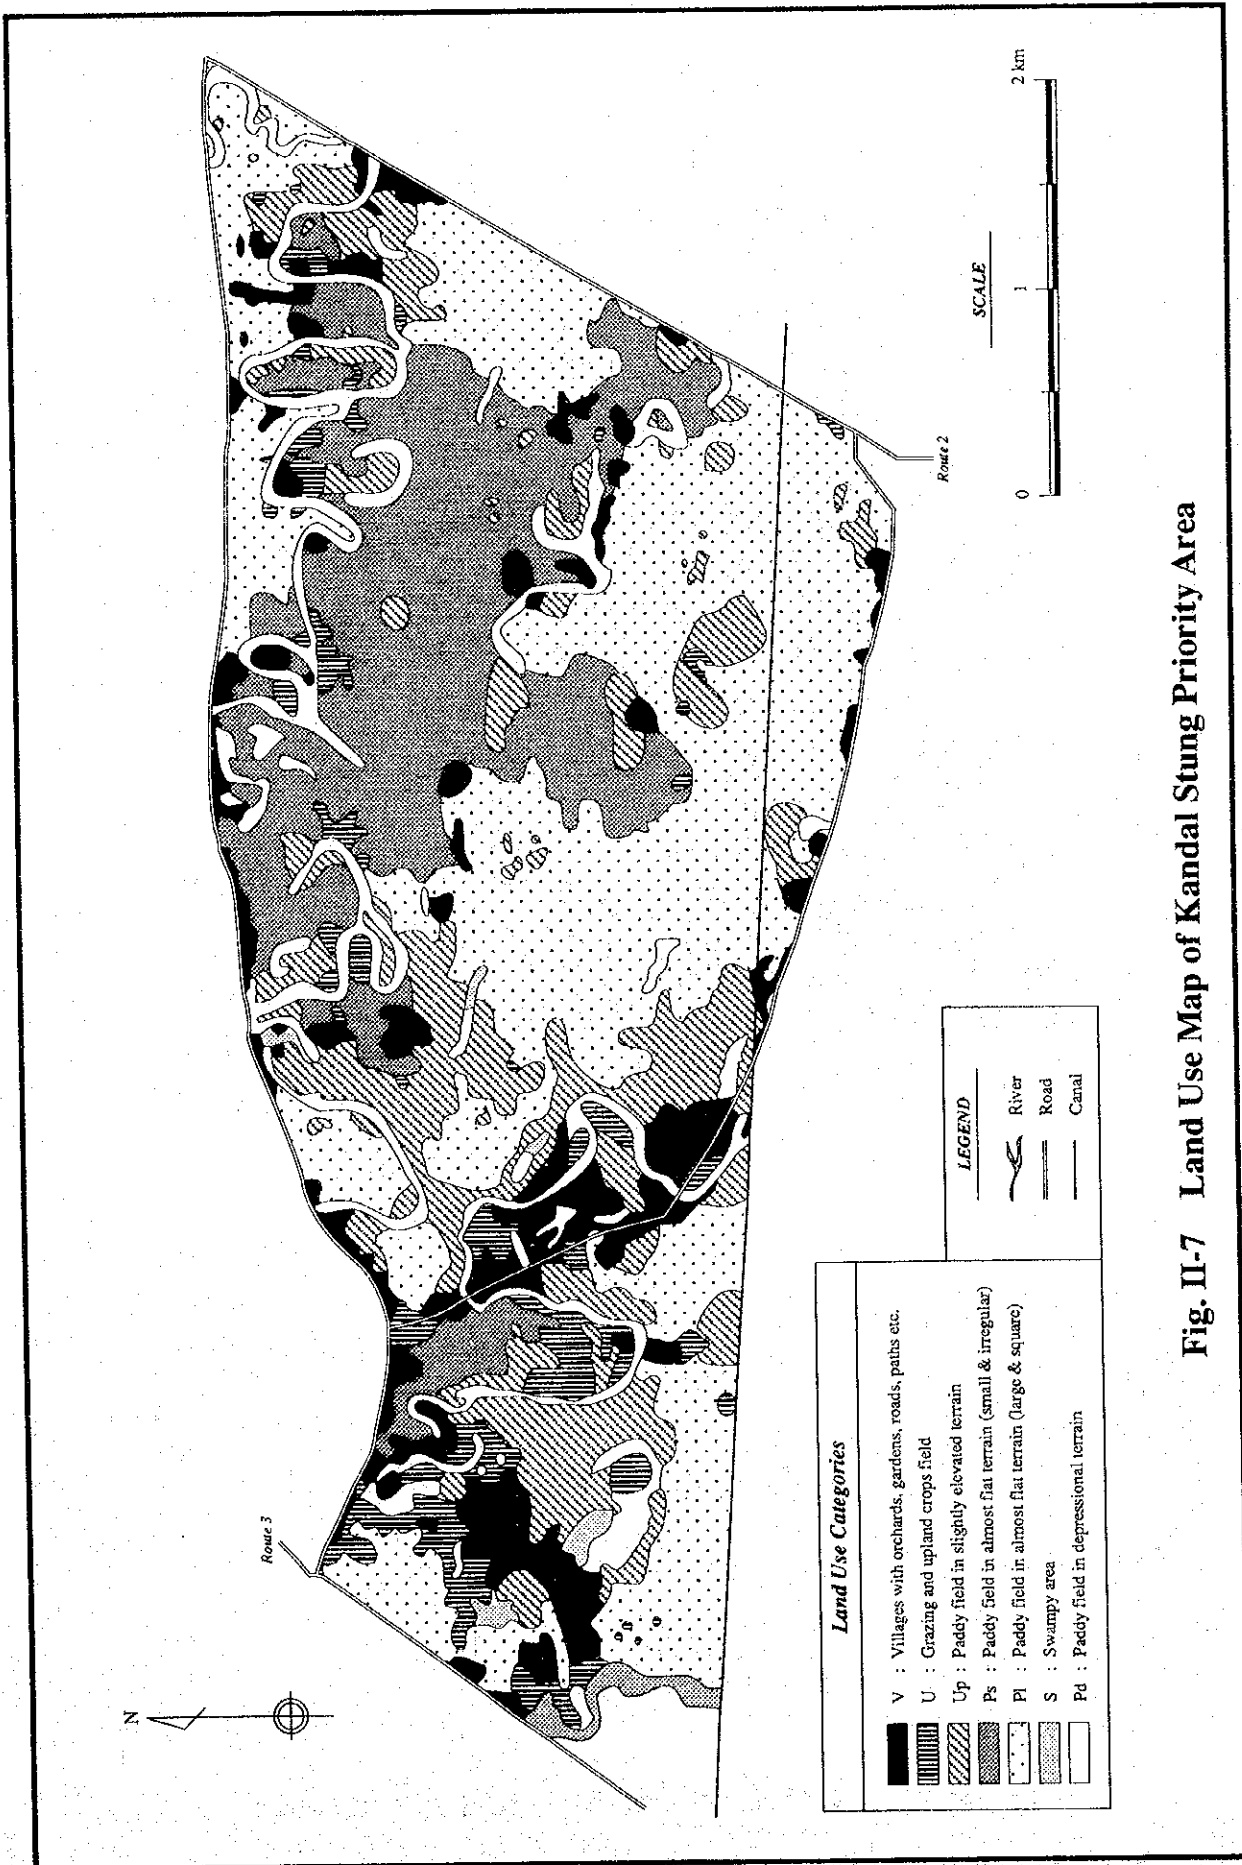 N
Route 3
Route 2
SCALE
0 1 2 km
Land Use Categories
V : Villages with orchards, gardens, roads, paths etc.
U : Grazing and upland crops field
Up : Paddy field in slightly elevated terrain
Ps : Paddy field in almost flat terrain (small & irregular)
Pl : Paddy field in almost flat terrain (large & square)
S : Swampy area
Pd : Paddy field in depressional terrain
LEGEND
River
Road
Canal
Fig. II-7 Land Use Map of Kandal Stung Priority Area